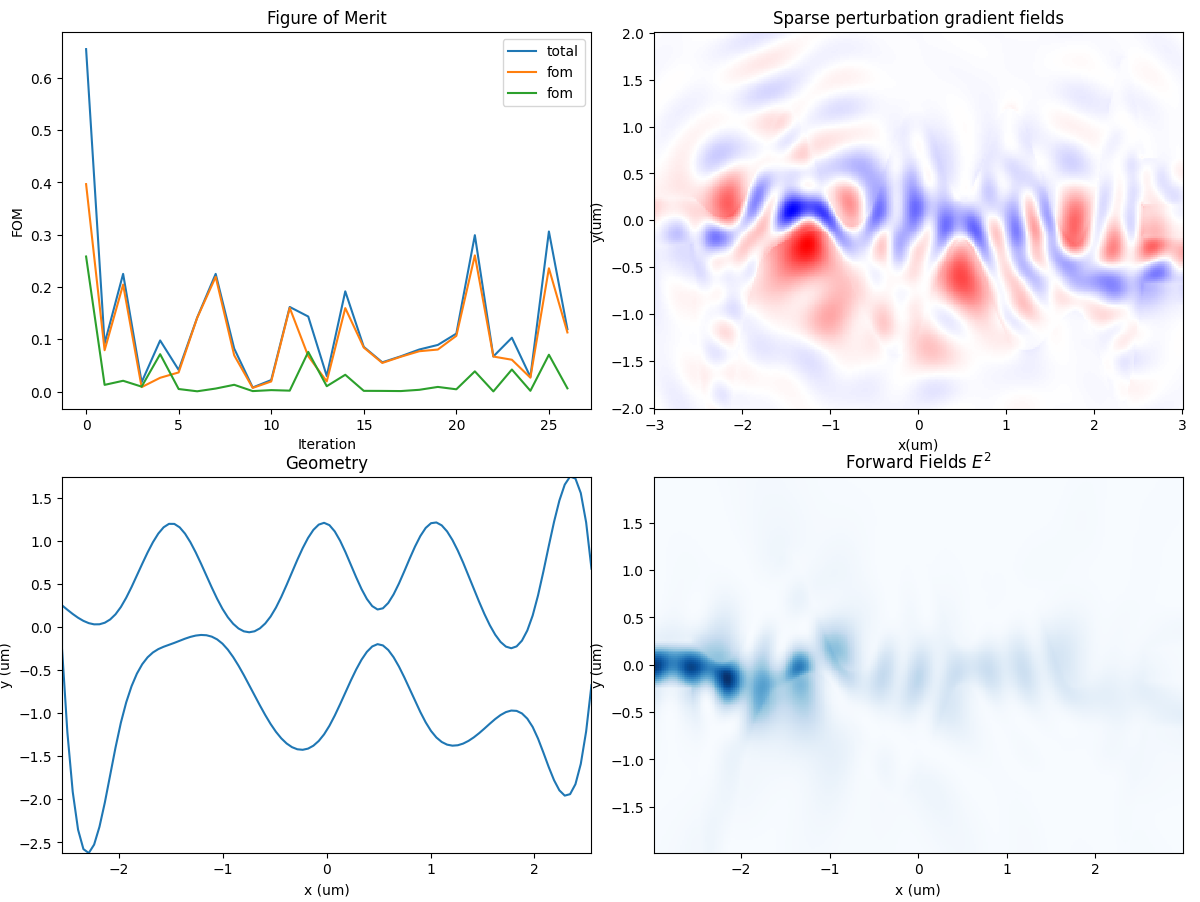 Figure of Merit
total
fom
fom
0.6
0.5
0.4
0.3
0.2
0.1
0.0
FOM
0 5 10 15 20 25
Iteration
Sparse perturbation gradient fields
2.0
1.5
1.0
0.5
0.0
−0.5
−1.0
−1.5
−2.0
y(um)
−3 −2 −1 0 1 2 3
x(um)
Geometry
1.5
1.0
0.5
0.0
−0.5
−1.0
−1.5
−2.0
−2.5
y (um)
−2 −1 0 1 2
x (um)
Forward Fields E²
1.5
1.0
0.5
0.0
−0.5
−1.0
−1.5
y (um)
−2 −1 0 1 2
x (um)